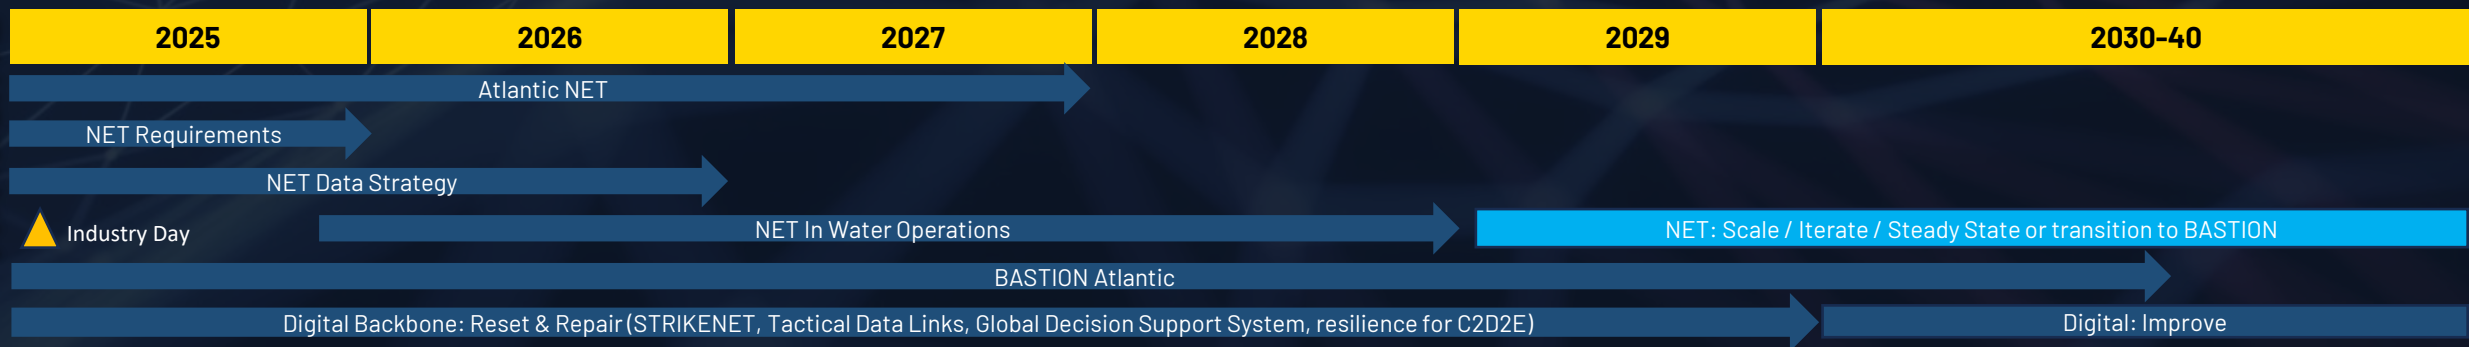 2025 2026 2027 2028 2029 2030-40
Atlantic NET
NET Requirements
NET Data Strategy
Industry Day NET In Water Operations NET: Scale / Iterate / Steady State or transition to BASTION
BASTION Atlantic
Digital Backbone: Reset & Repair (STRIKENET, Tactical Data Links, Global Decision Support System, resilience for C2D2E) Digital: Improve